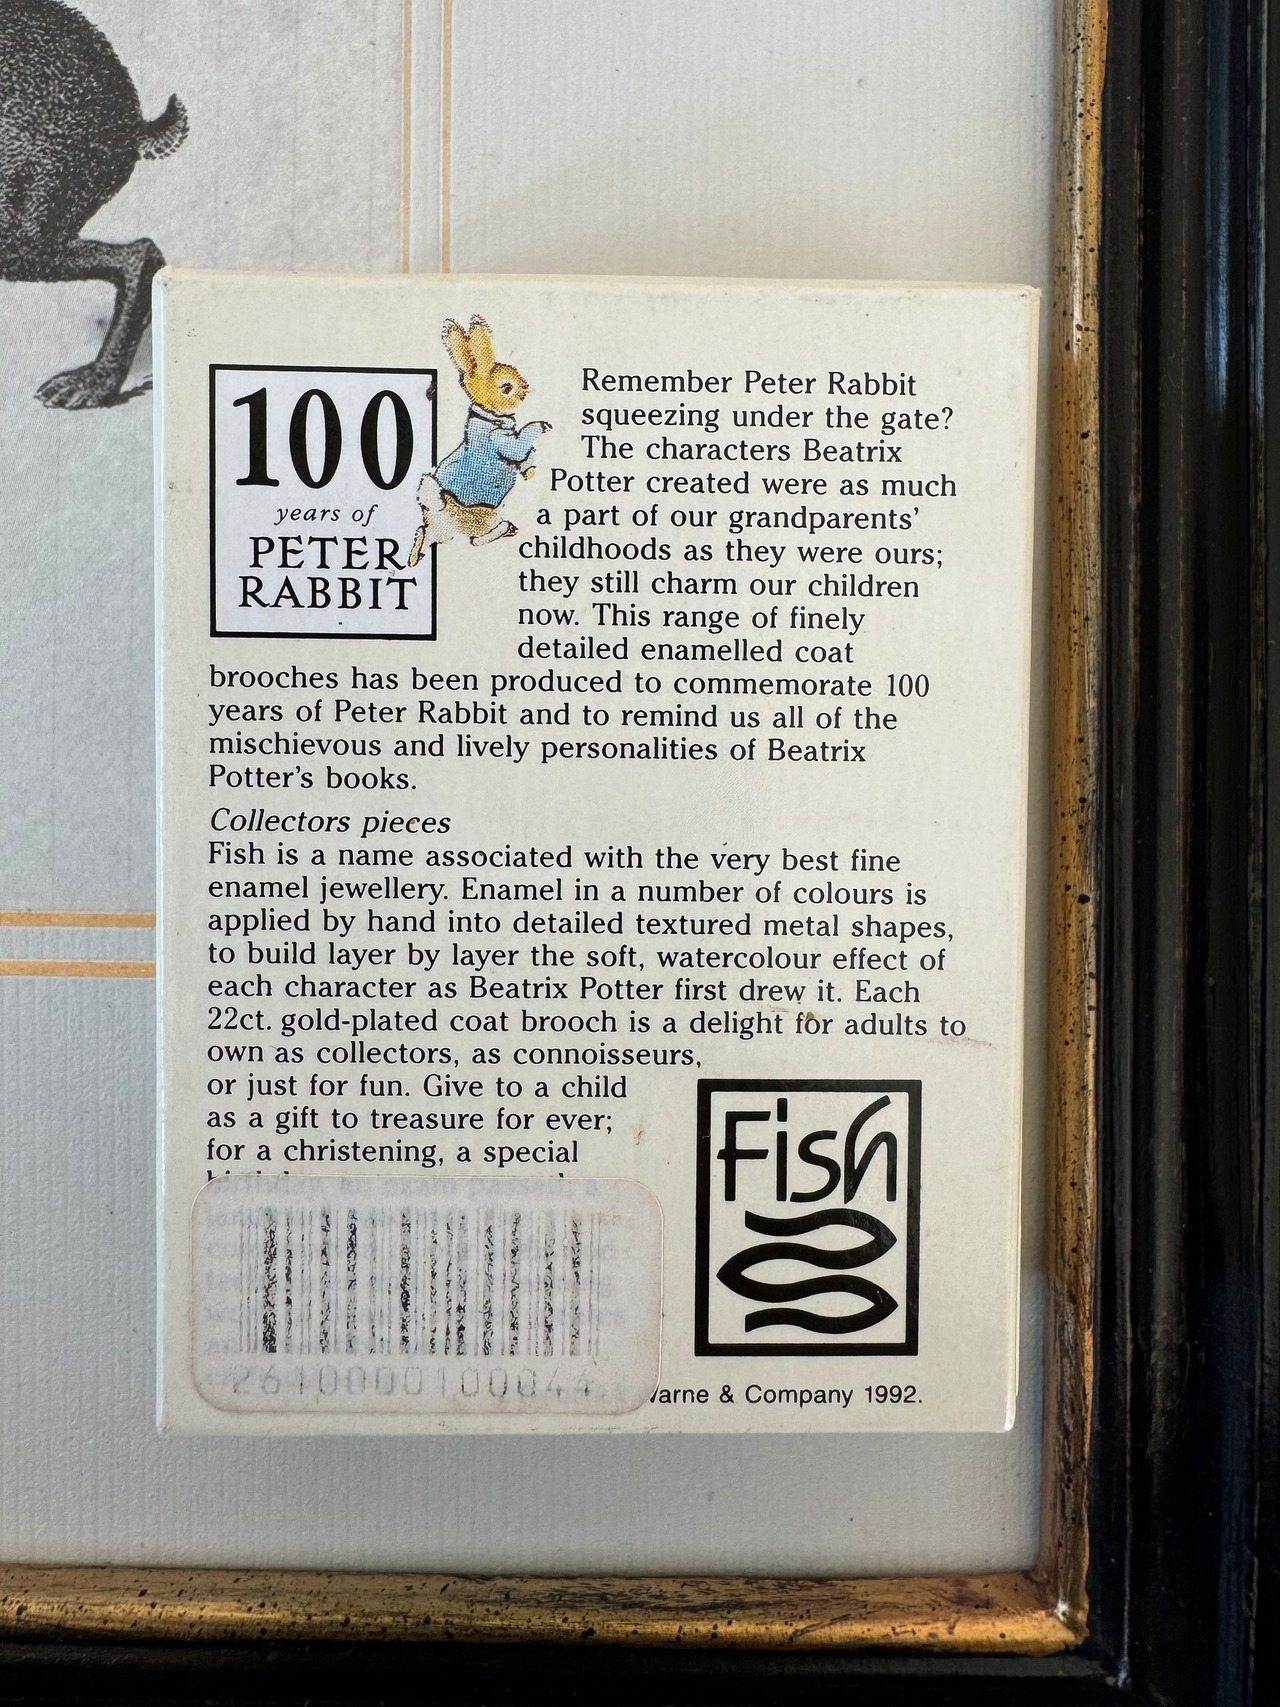 100
years of
PETER
RABBIT
Remember Peter Rabbit
squeezing under the gate?
The characters Beatrix
Potter created were as much
a part of our grandparents'
childhoods as they were ours;
they still charm our children
now. This range of finely
detailed enamelled coat
brooches has been produced to commemorate 100
years of Peter Rabbit and to remind us all of the
mischievous and lively personalities of Beatrix
Potter's books.
Collectors pieces
Fish is a name associated with the very best fine
enamel jewellery. Enamel in a number of colours is
applied by hand into detailed textured metal shapes,
to build layer by layer the soft, watercolour effect of
each character as Beatrix Potter first drew it. Each
22ct. gold-plated coat brooch is a delight for adults to
own as collectors, as connoisseurs,
or just for fun. Give to a child
as a gift to treasure for ever;
for a christening, a special
Fish
2610000100044
& Company 1992.